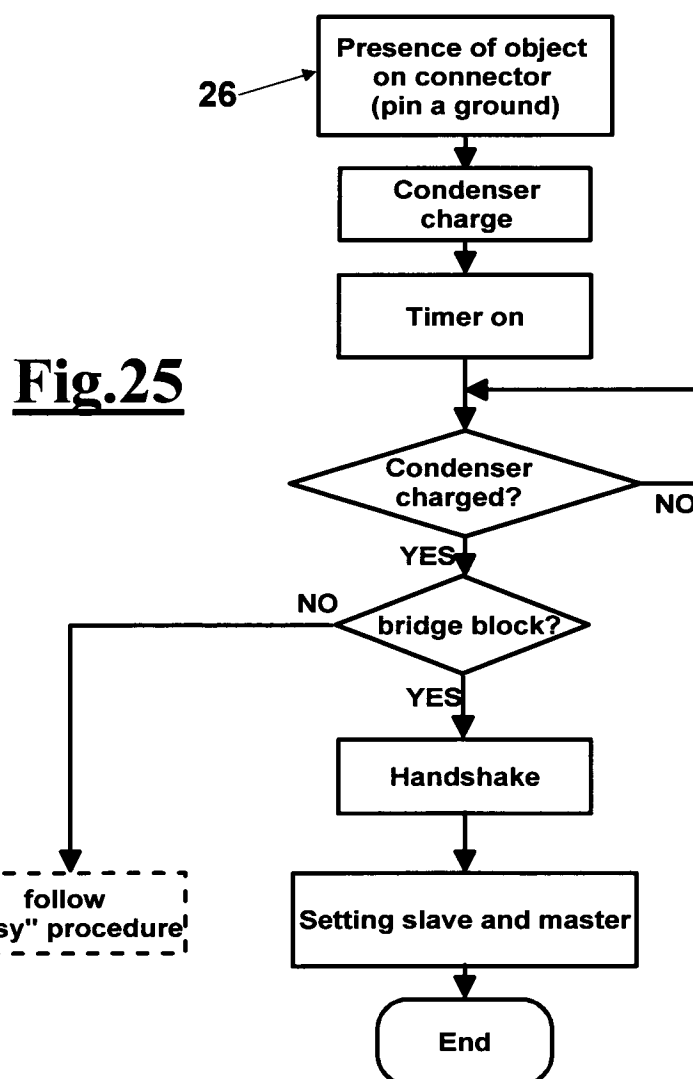 Presence of object
on connector
(pin a ground)
26
Condenser
charge
Timer on
Fig.25
Condenser
charged?
NO
YES
NO
bridge block?
YES
Handshake
follow
procedure
Setting slave and master
End